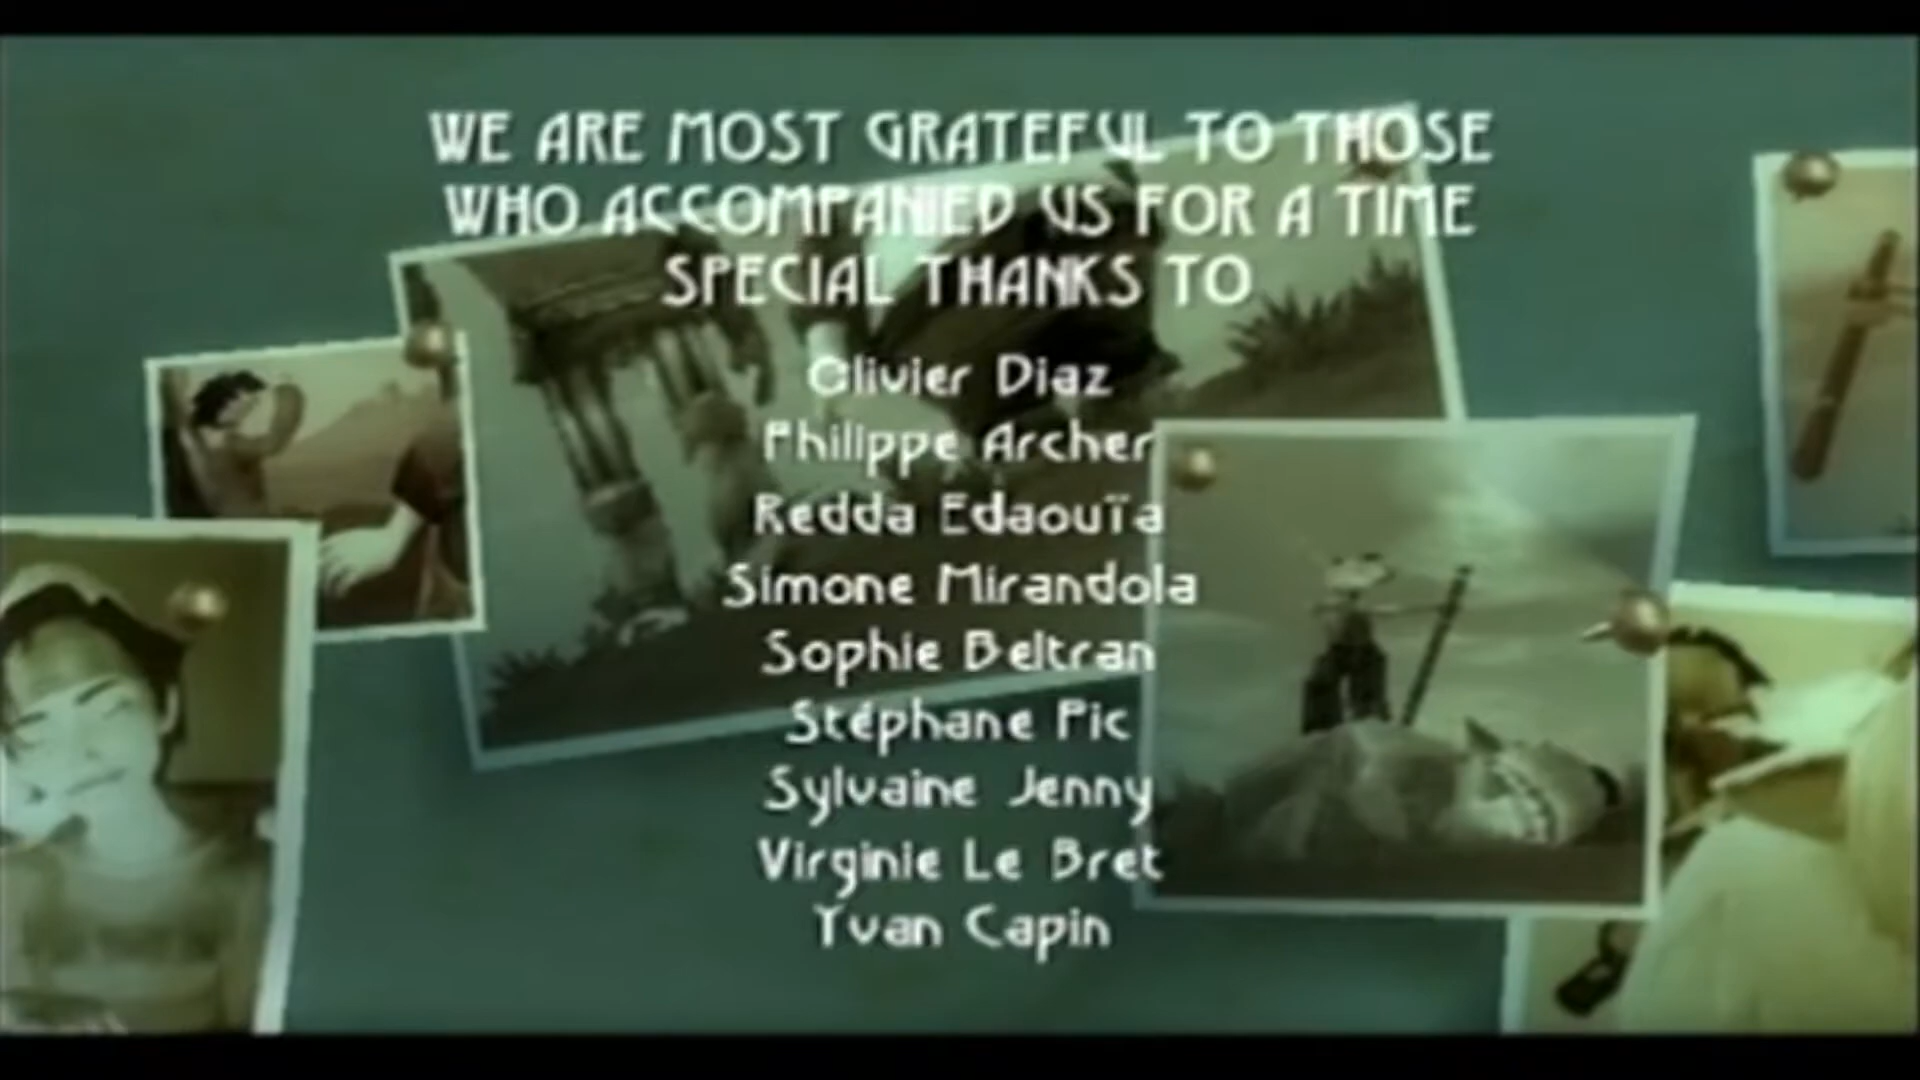 WE ARE MOST GRATEFUL TO THOSE
WHO ACCOMPANIED US FOR A TIME
SPECIAL THANKS TO
Olivier Diaz
Philippe Archer
Redda Edaouïa
Simone Mirandola
Sophie Beltran
Stéphane Pic
Sylvaine Jenny
Virginie Le Bret
Yvan Capin